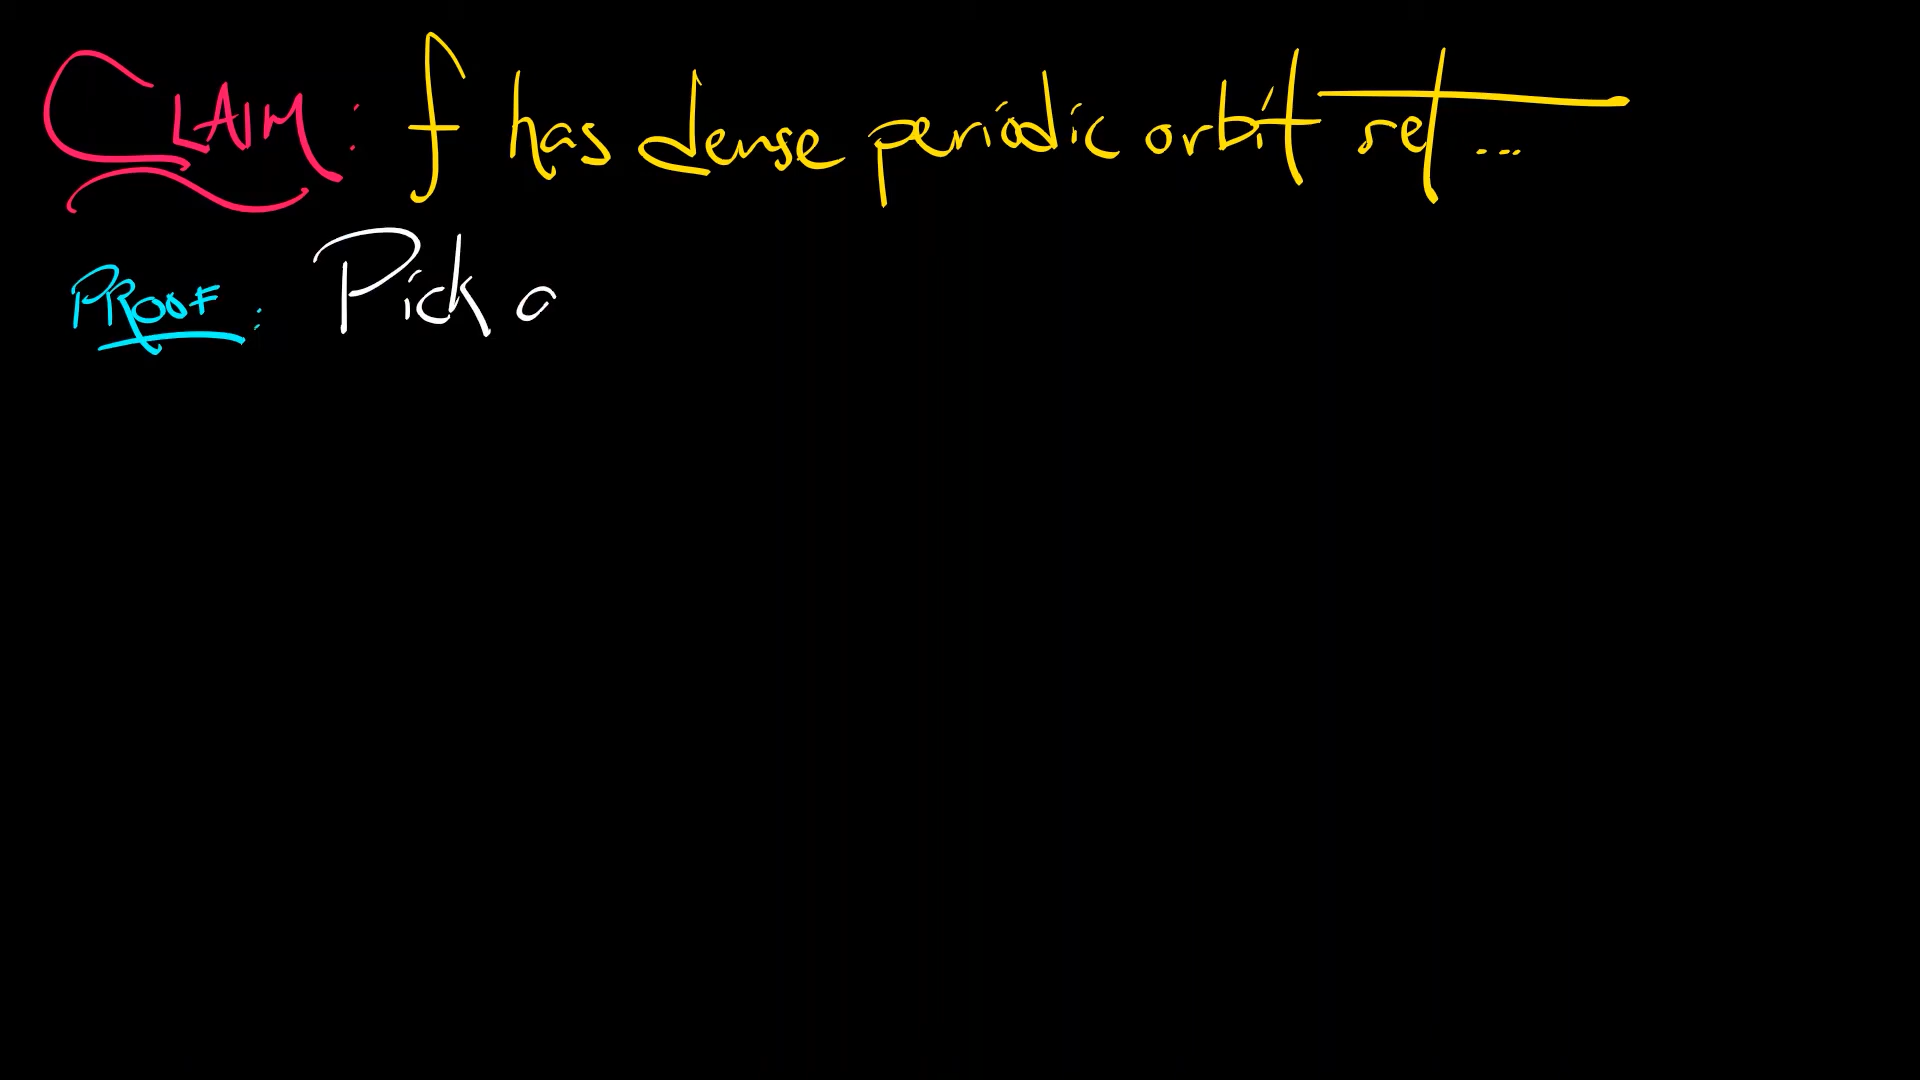 CLAIM: f has dense periodic orbit set ...
PROOF: Pick a